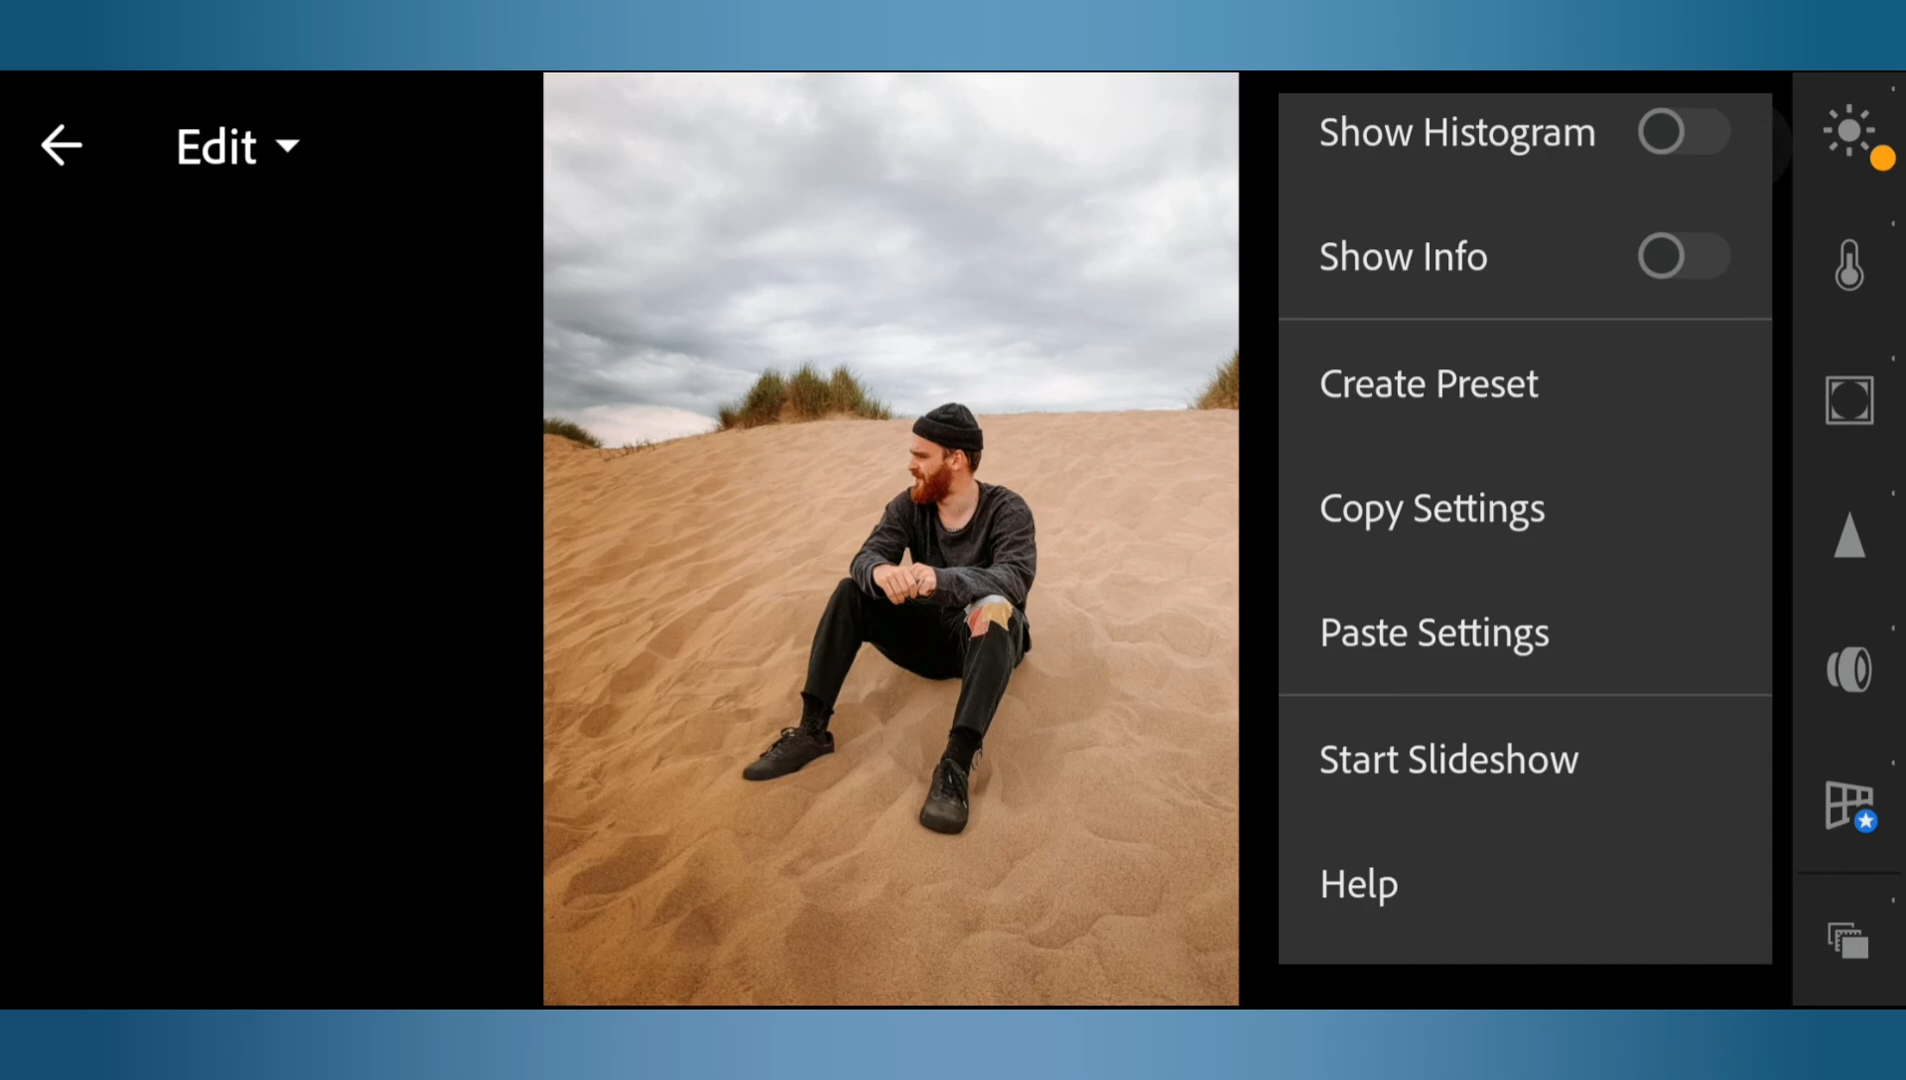 Edit
Show Histogram
Show Info
Create Preset
Copy Settings
Paste Settings
Start Slideshow
Help